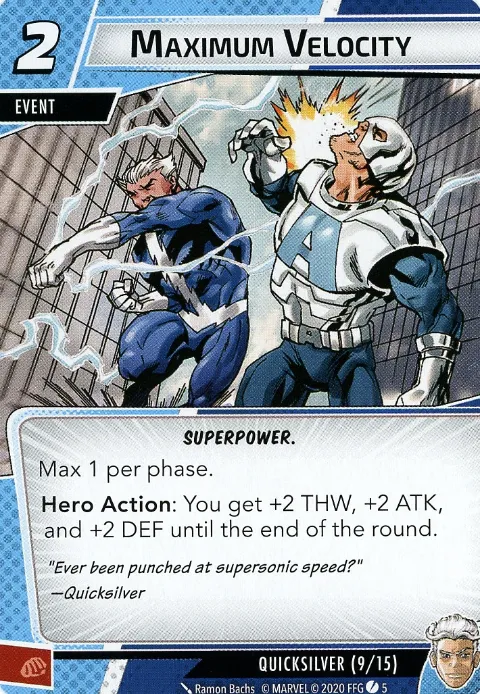 2
MAXIMUM VELOCITY
EVENT
A
SUPERPOWER.
Max 1 per phase.
Hero Action: You get +2 THW, +2 ATK,
and +2 DEF until the end of the round.
"Ever been punched at supersonic speed?"
—Quicksilver
QUICKSILVER (9/15)
Ramon Bachs © MARVEL © 2020 FFG 5